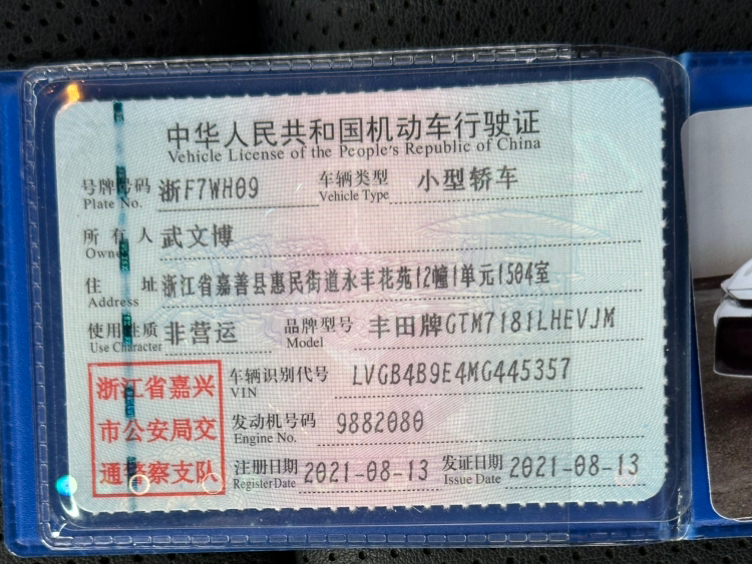 中华人民共和国机动车行驶证
Vehicle License of the People's Republic of China
号牌号码 浙F7WH09 车辆类型 小型轿车
Plate No. Vehicle Type
所有人 武文博
Owner
住址 浙江省嘉善县惠民街道永丰花苑12幢1单元1504室
Address
使用性质 非营运 品牌型号 丰田牌GTM7181LHEVJM
Use Character Model
浙江省嘉兴
市公安局交
通警察支队
车辆识别代号 LVGB4B9E4MG445357
VIN
发动机号码 9882080
Engine No.
注册日期 2021-08-13 发证日期 2021-08-13
Register Date Issue Date